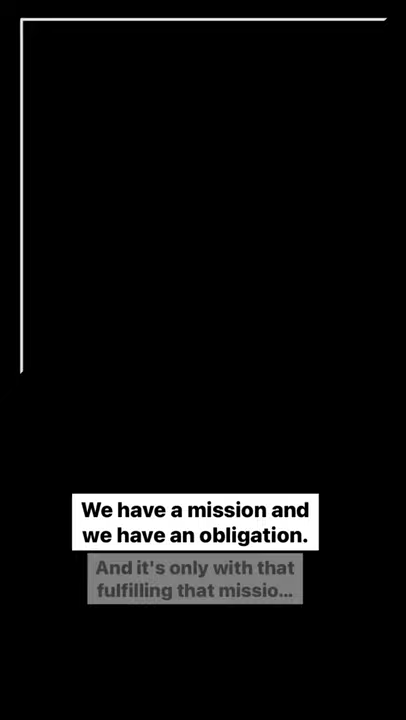 We have a mission and
we have an obligation.
And it's only with that
fulfilling that missio...